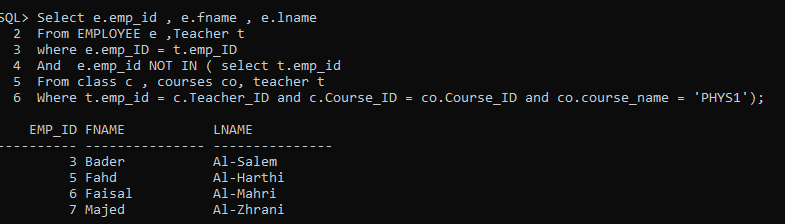 SQL> Select e.emp_id , e.fname , e.lname
2 From EMPLOYEE e ,Teacher t
3 where e.emp_ID = t.emp_ID
4 And e.emp_id NOT IN ( select t.emp_id
5 From class c , courses co, teacher t
6 Where t.emp_id = c.Teacher_ID and c.Course_ID = co.Course_ID and co.course_name = 'PHYS1');
EMP_ID FNAME LNAME
---------- --------------- ---------------
3 Bader Al-Salem
5 Fahd Al-Harthi
6 Faisal Al-Mahri
7 Majed Al-Zhrani